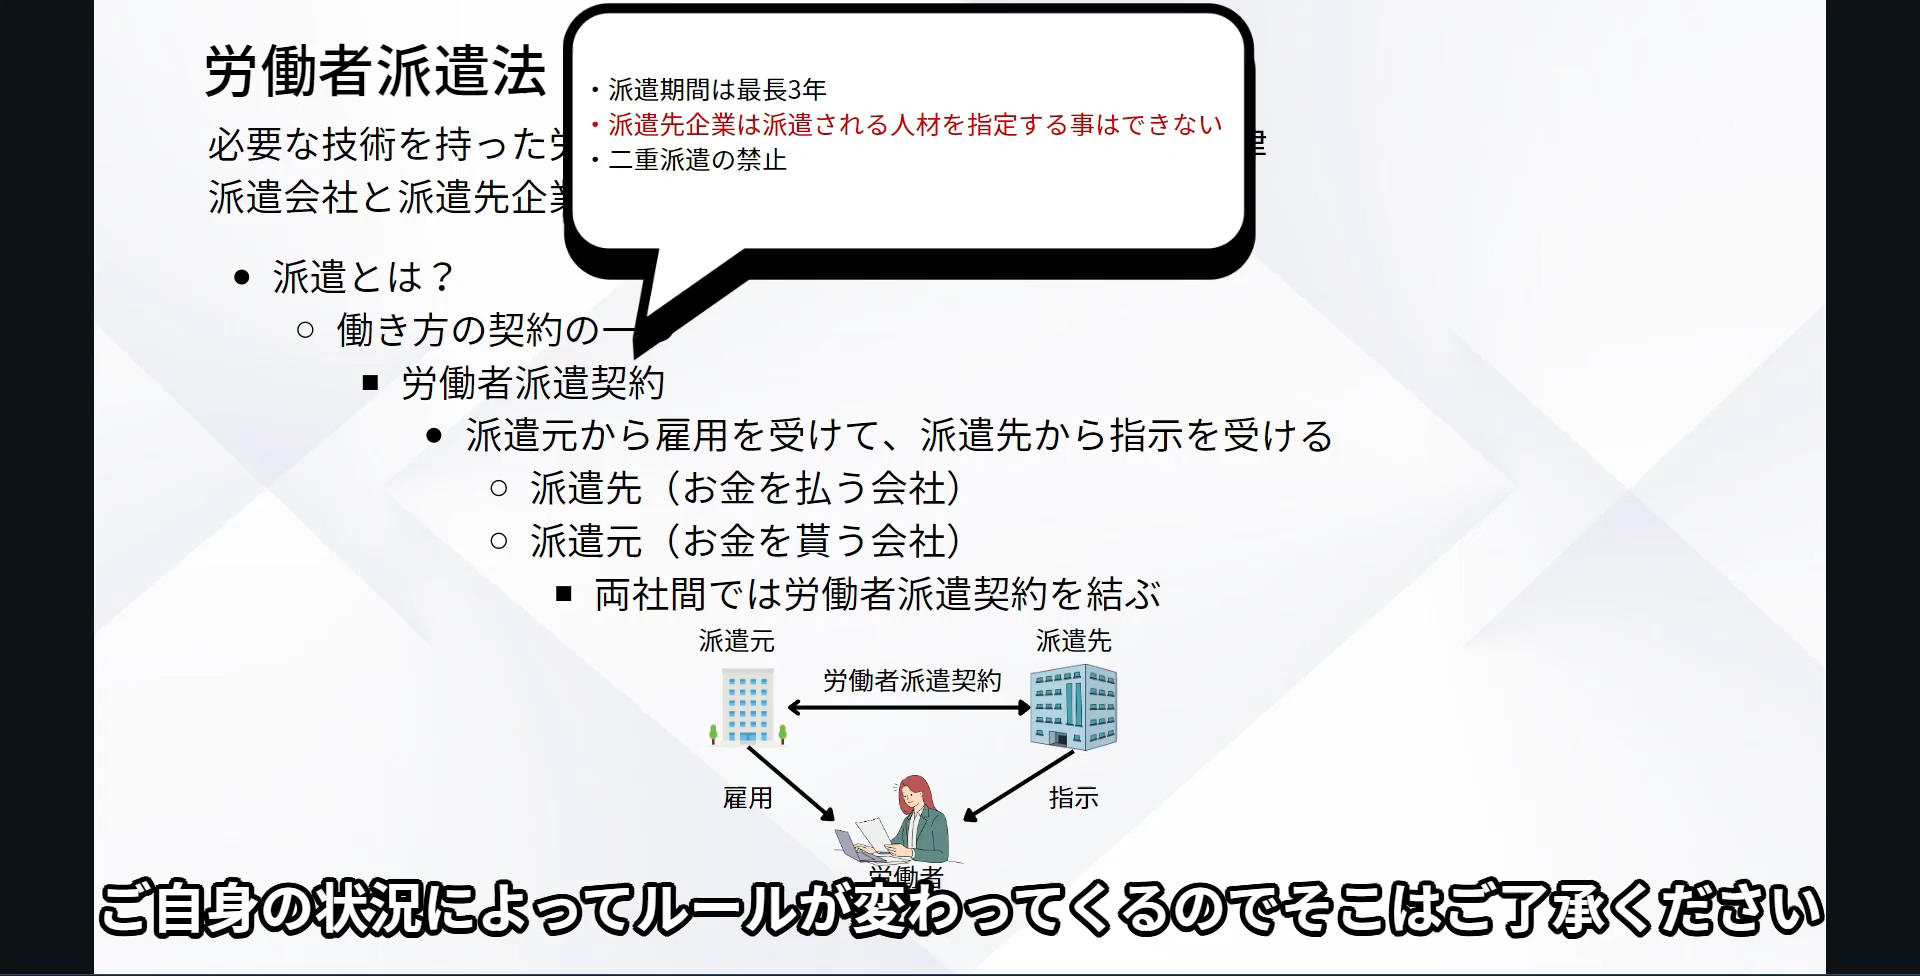 労働者派遣法
・派遣期間は最長3年
・派遣先企業は派遣される人材を指定する事はできない
・二重派遣の禁止
必要な技術を持った
派遣会社と派遣先企業
● 派遣とは？
○ 働き方の契約の一
■ 労働者派遣契約
● 派遣元から雇用を受けて、派遣先から指示を受ける
○ 派遣先（お金を払う会社）
○ 派遣元（お金を貰う会社）
■ 両社間では労働者派遣契約を結ぶ
派遣元
派遣先
労働者派遣契約
雇用
指示
労働者
ご自身の状況によってルールが変わってくるのでそこはご了承ください